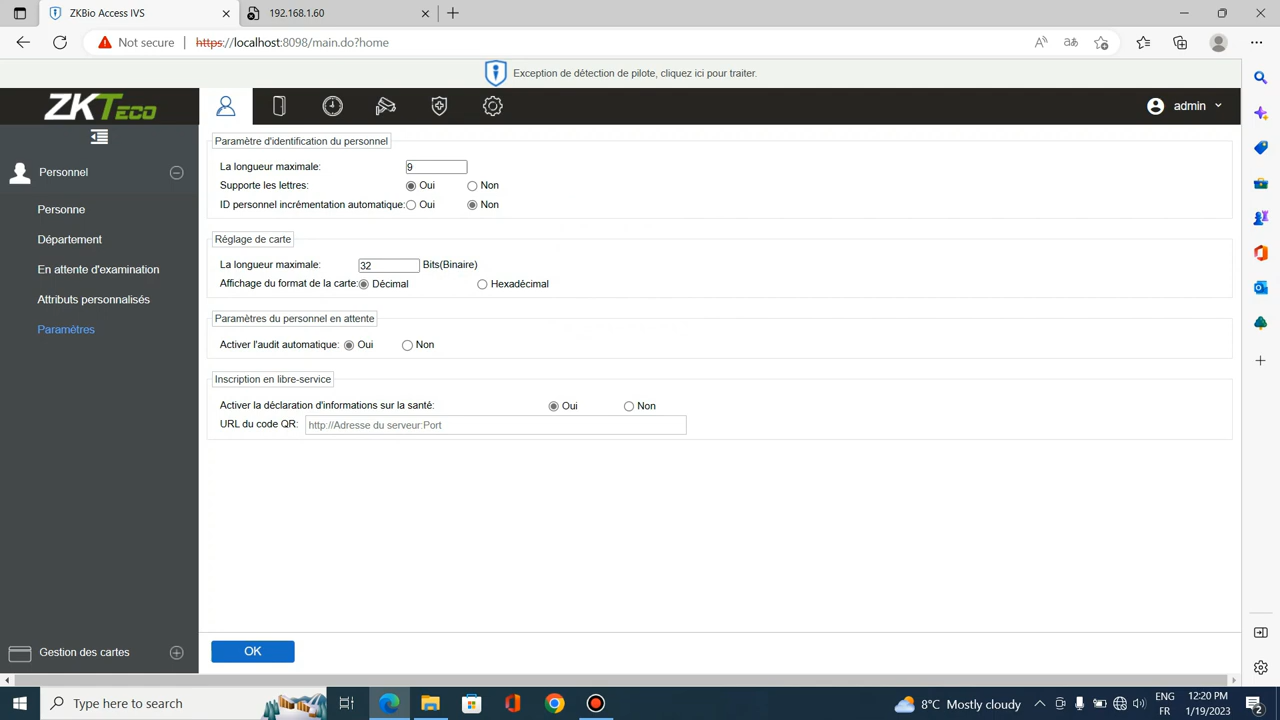 ZKBio Access IVS
192.168.1.60
Not secure
https://localhost:8098/main.do?home
Exception de détection de pilote, cliquez ici pour traiter.
ZKTECO
admin
Personnel
Personne
Département
En attente d'examination
Attributs personnalisés
Paramètres
Gestion des cartes
Paramètre d'identification du personnel
La longueur maximale: 9
Supporte les lettres: Oui Non
ID personnel incrémentation automatique: Oui Non
Réglage de carte
La longueur maximale: 32 Bits(Binaire)
Affichage du format de la carte: Décimal Hexadécimal
Paramètres du personnel en attente
Activer l'audit automatique: Oui Non
Inscription en libre-service
Activer la déclaration d'informations sur la santé: Oui Non
URL du code QR: http://Adresse du serveur:Port
OK
Type here to search
8°C Mostly cloudy
ENG
FR
12:20 PM
1/19/2023
2